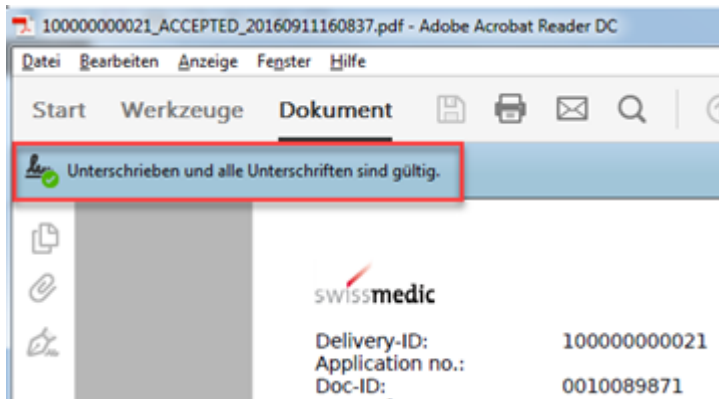 100000000021_ACCEPTED_20160911160837.pdf - Adobe Acrobat Reader DC
Datei Bearbeiten Anzeige Fenster Hilfe
Start Werkzeuge Dokument
Unterschrieben und alle Unterschriften sind gültig.
swissmedic
Delivery-ID: 100000000021
Application no.:
Doc-ID: 0010089871